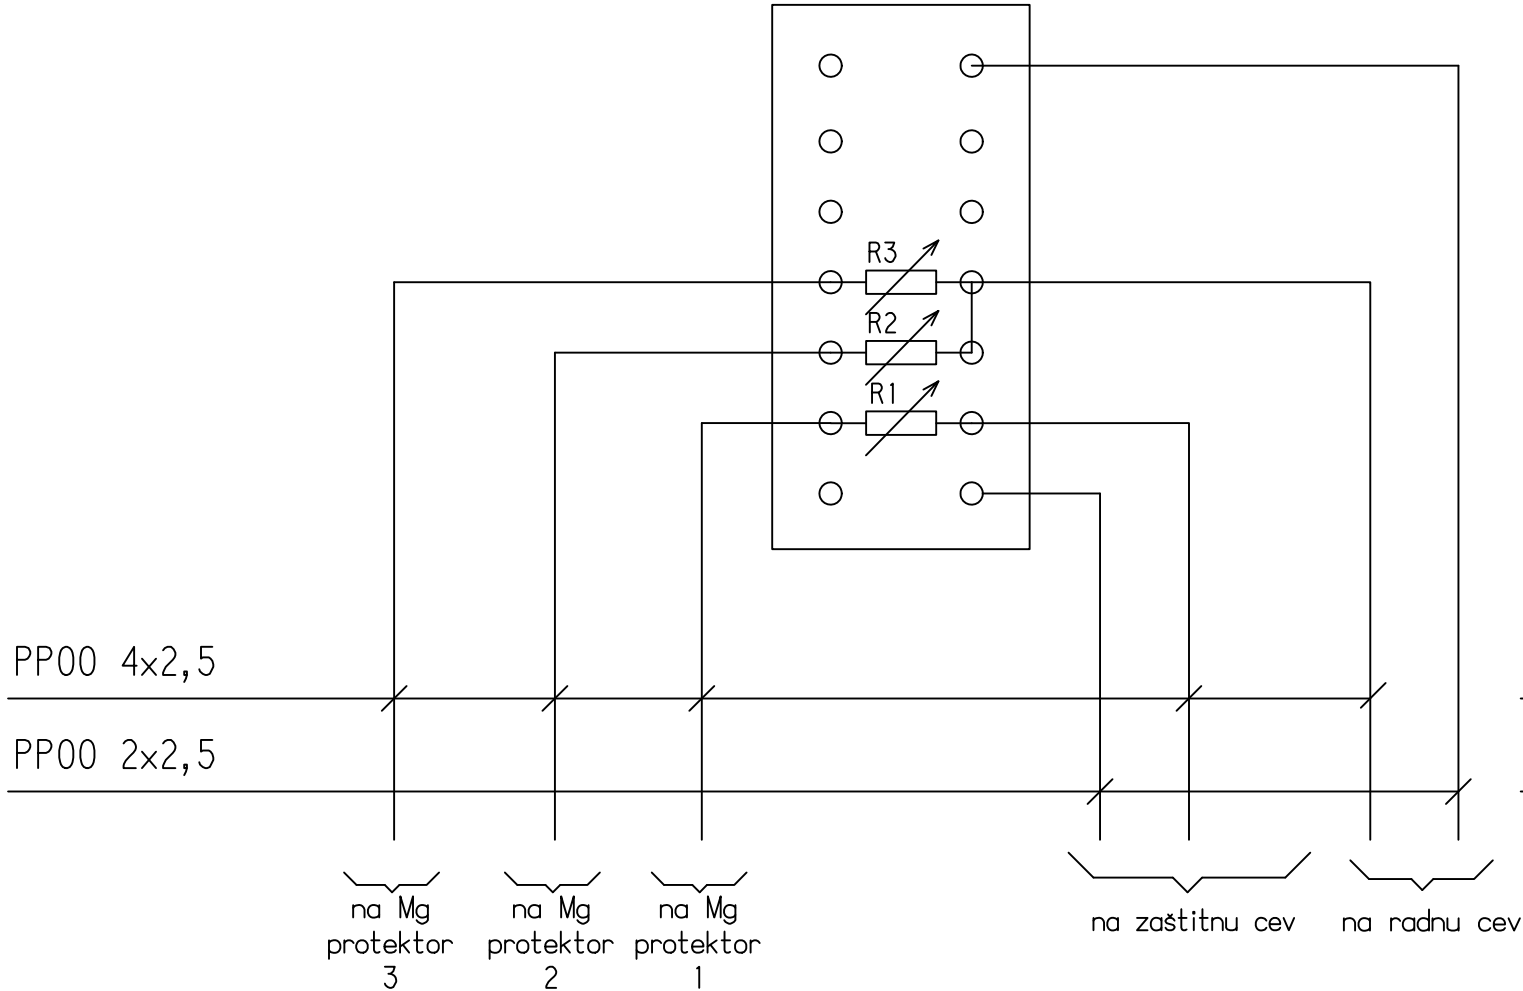 R3
R2
R1
PP00 4x2,5
PP00 2x2,5
na Mg
protektor
3
na Mg
protektor
2
na Mg
protektor
1
na zaštitnu cev
na radnu cev